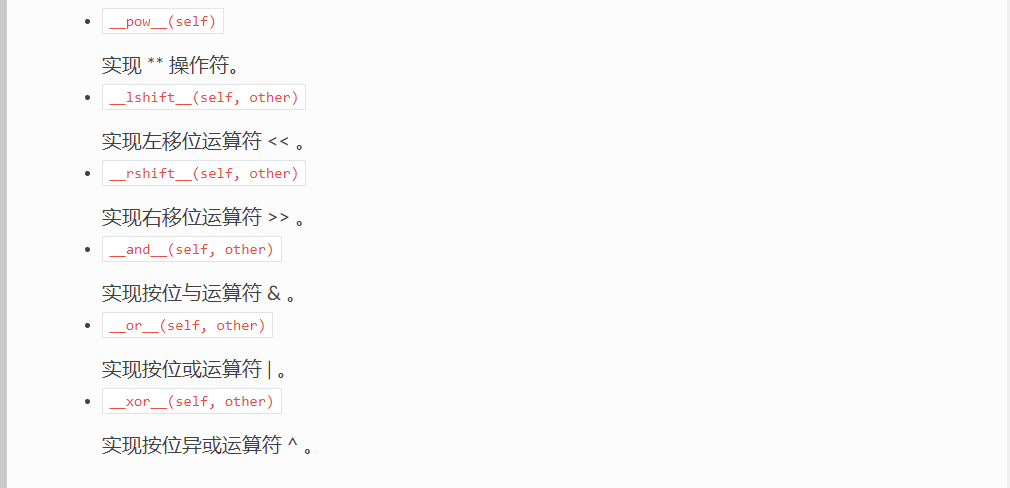 __pow__(self)
实现 ** 操作符。
__lshift__(self, other)
实现左移位运算符 << 。
__rshift__(self, other)
实现右移位运算符 >> 。
__and__(self, other)
实现按位与运算符 & 。
__or__(self, other)
实现按位或运算符 | 。
__xor__(self, other)
实现按位异或运算符 ^ 。